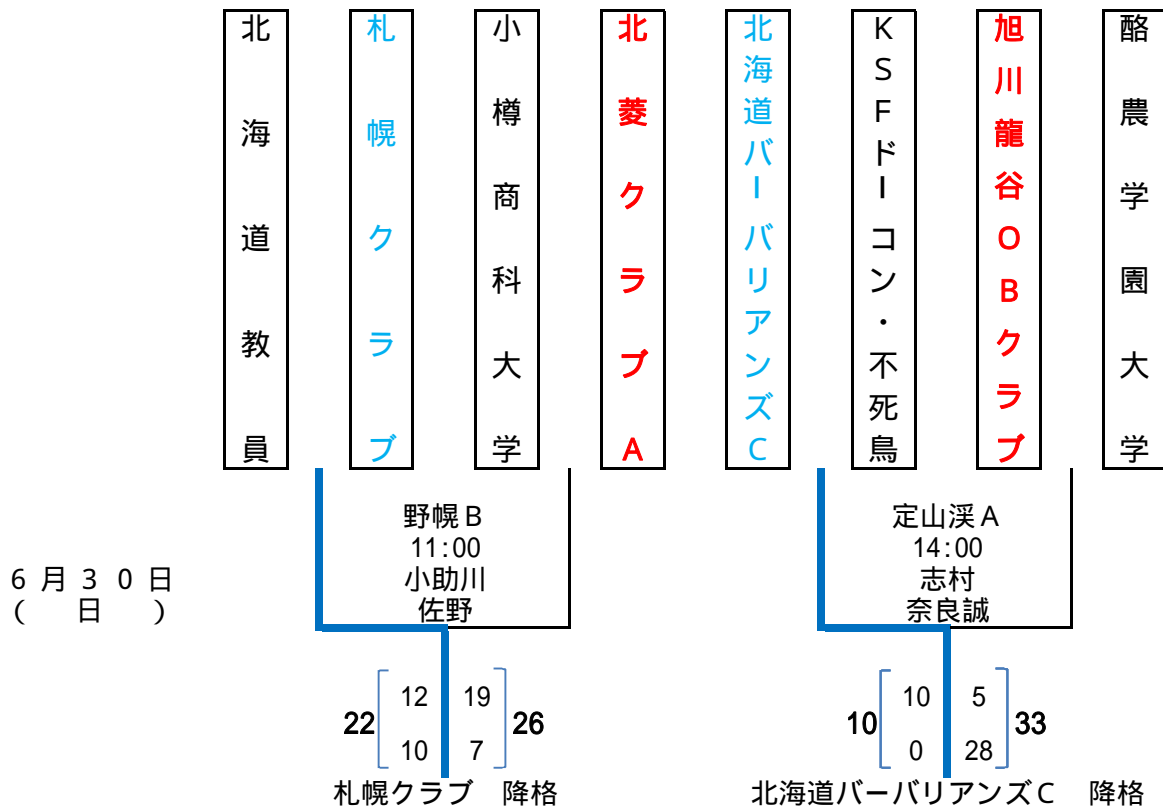 北海道教員
札幌クラブ
小樽商科大学
北菱クラブA
北海道バーバリアンズC
KSFドーコン・不死鳥
旭川龍谷OBクラブ
酪農学園大学
野幌B
11:00
小助川
佐野
定山渓A
14:00
志村
奈良誠
6月30日
(日)
22 12 19 26
10 7
10 10 5 33
0 28
札幌クラブ 降格
北海道バーバリアンズC 降格